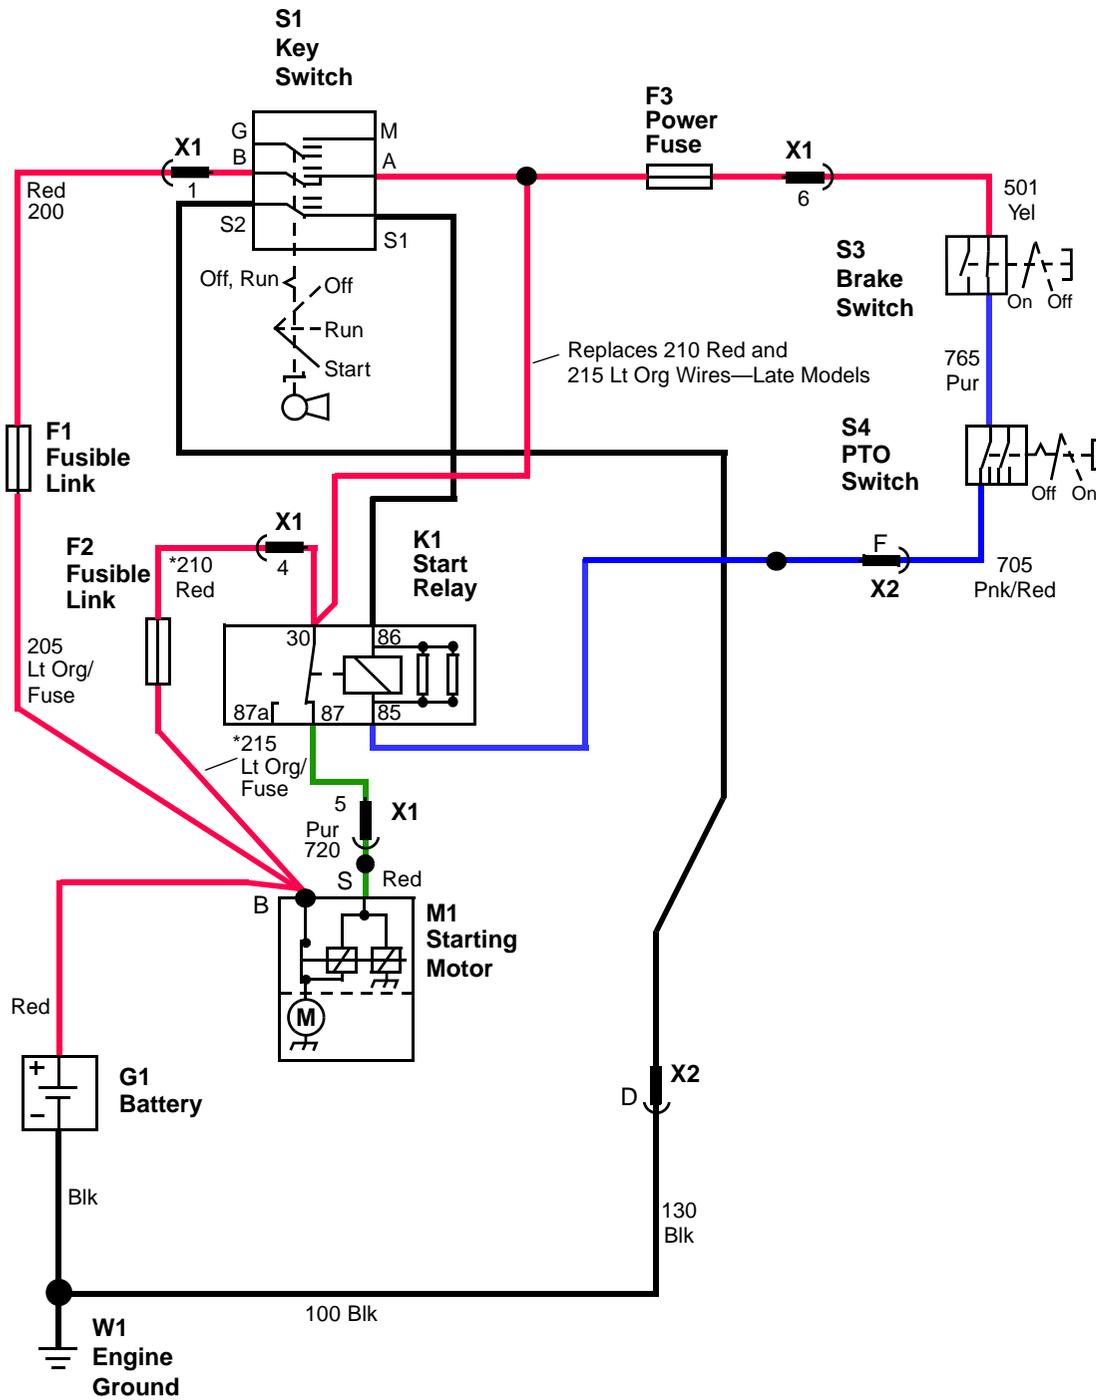 S1
Key
Switch
G
M
B
A
X1
1
S2
S1
Red
200
F3
Power
Fuse
X1
6
501
Yel
S3
Brake
Switch
On
Off
Off, Run
Off
Run
Start
Replaces 210 Red and
215 Lt Org Wires—Late Models
765
Pur
F1
Fusible
Link
S4
PTO
Switch
Off
On
X1
4
F2
Fusible
Link
*210
Red
K1
Start
Relay
F
X2
705
Pnk/Red
30
86
87a
87
85
205
Lt Org/
Fuse
*215
Lt Org/
Fuse
5
X1
Pur
720
S
Red
B
M1
Starting
Motor
M
Red
+
−
G1
Battery
X2
D
Blk
130
Blk
100 Blk
W1
Engine
Ground